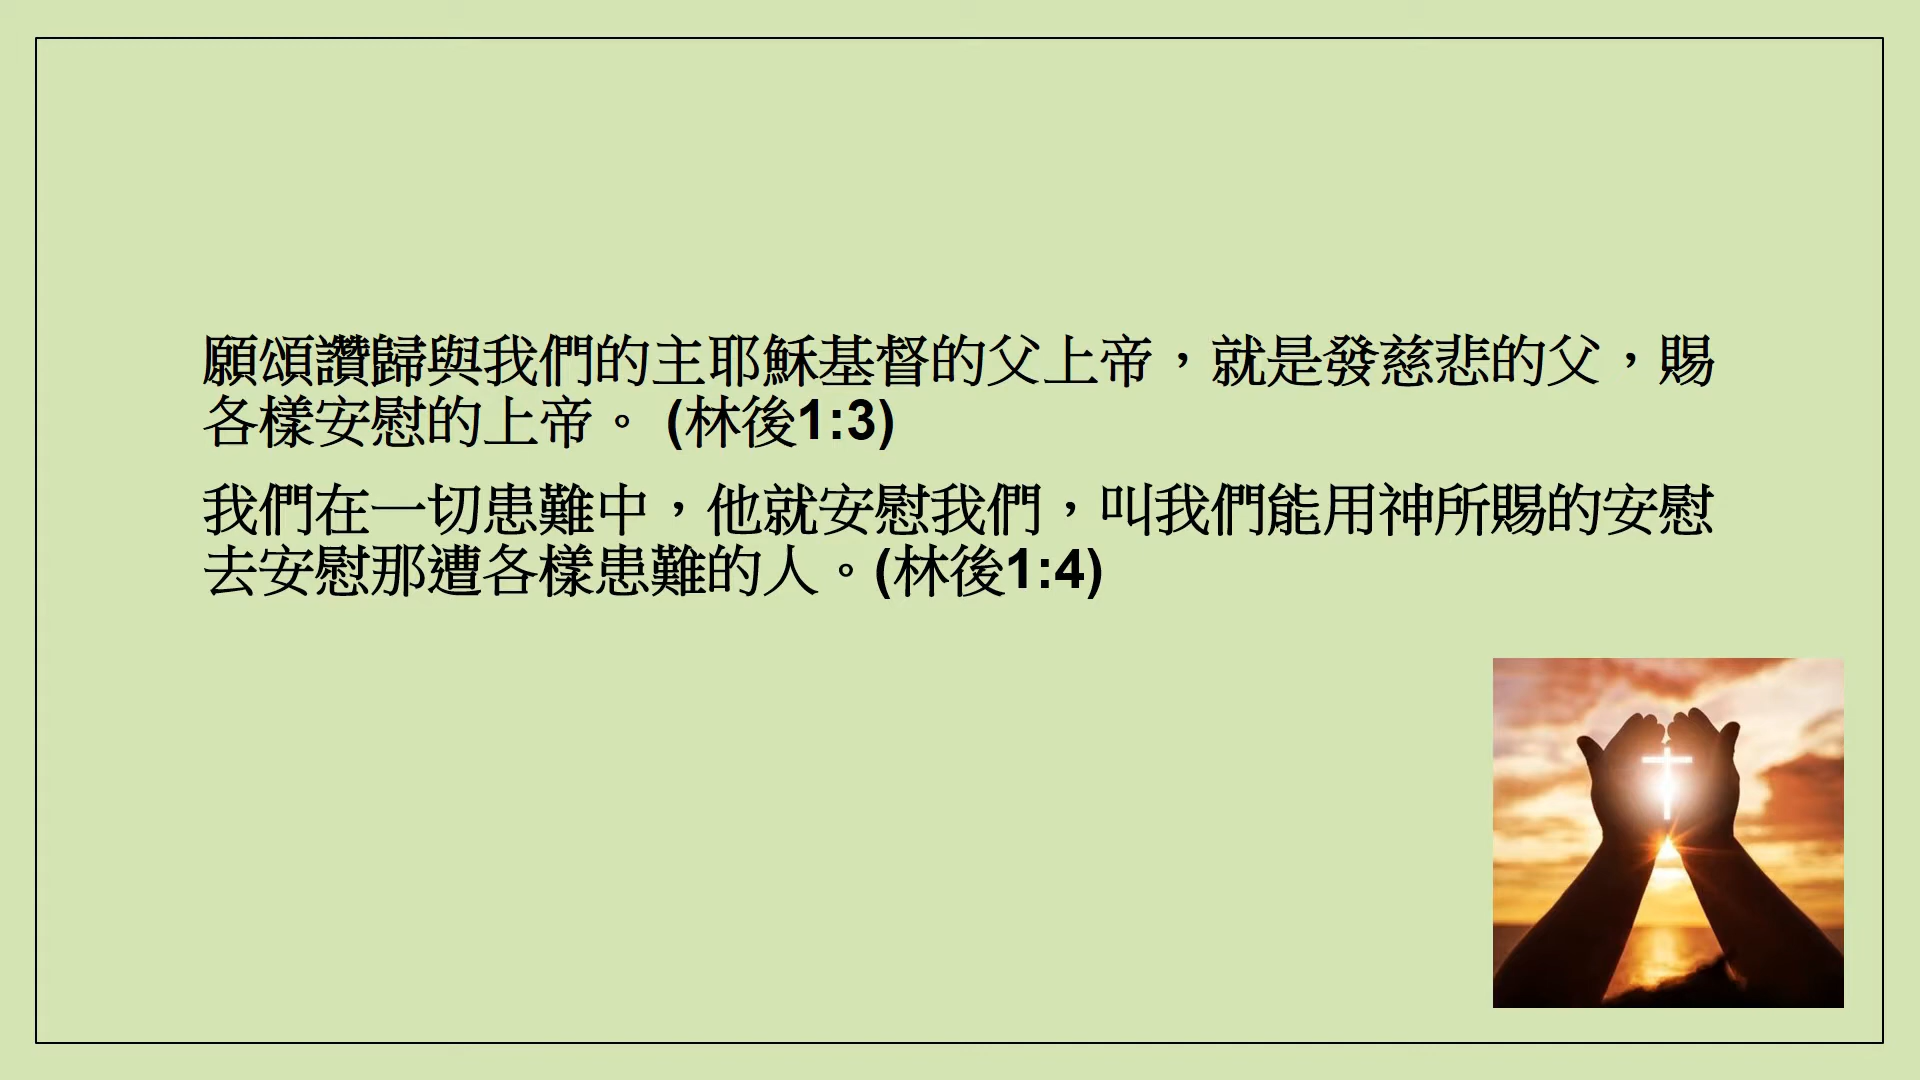 願頌讚歸與我們的主耶穌基督的父上帝，就是發慈悲的父，賜
各樣安慰的上帝。 (林後1:3)
我們在一切患難中，他就安慰我們，叫我們能用神所賜的安慰
去安慰那遭各樣患難的人。(林後1:4)